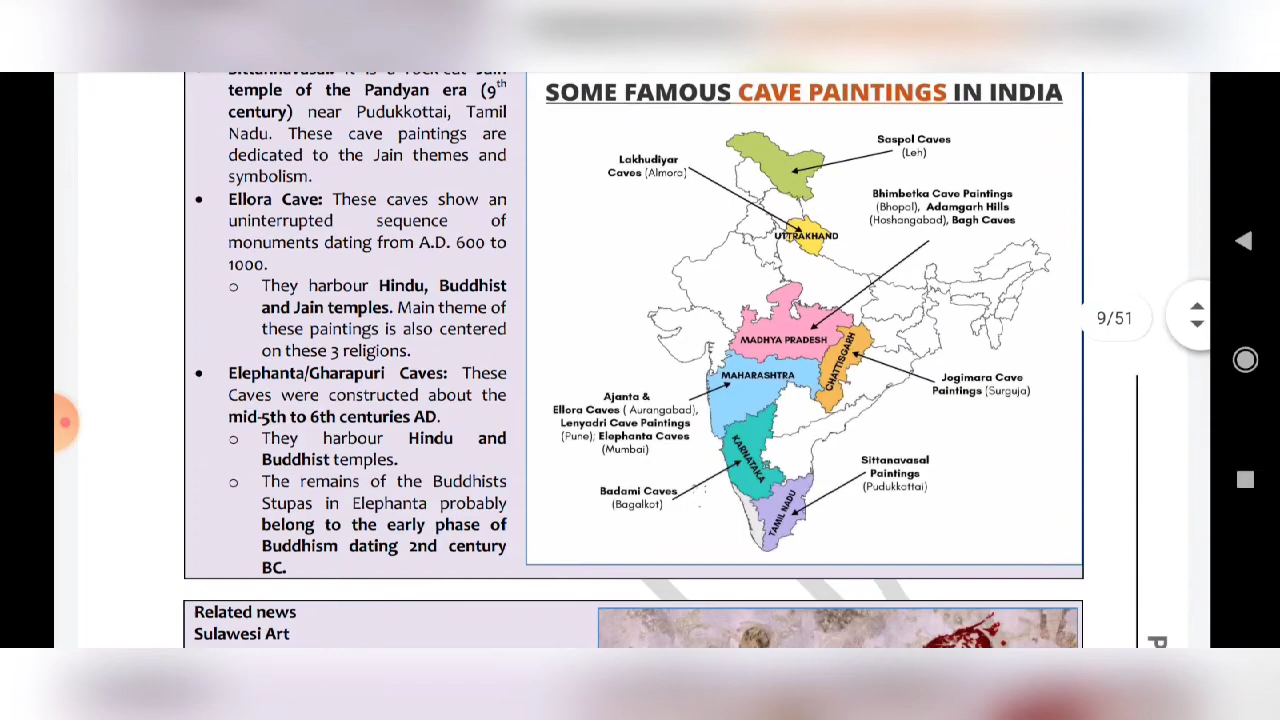 Sittannavasal: It is a rock-cut Jain
temple of the Pandyan era (9th
century) near Pudukkottai, Tamil
Nadu. These cave paintings are
dedicated to the Jain themes and
symbolism.
• Ellora Cave: These caves show an
uninterrupted sequence of
monuments dating from A.D. 600 to
1000.
o They harbour Hindu, Buddhist
and Jain temples. Main theme of
these paintings is also centered
on these 3 religions.
• Elephanta/Gharapuri Caves: These
Caves were constructed about the
mid-5th to 6th centuries AD.
o They harbour Hindu and
Buddhist temples.
o The remains of the Buddhists
Stupas in Elephanta probably
belong to the early phase of
Buddhism dating 2nd century
BC.
SOME FAMOUS CAVE PAINTINGS IN INDIA
Saspol Caves
(Leh)
Lakhudiyar
Caves (Almora)
Bhimbetka Cave Paintings
(Bhopal), Adamgarh Hills
(Hoshangabad), Bagh Caves
UTTRAKHAND
MADHYA PRADESH
CHATTISGARH
MAHARASHTRA
Jogimara Cave
Paintings (Surguja)
Ajanta &
Ellora Caves ( Aurangabad),
Lenyadri Cave Paintings
(Pune); Elephanta Caves
(Mumbai)
KARNATAKA
Sittanavasal
Paintings
(Pudukkottai)
Badami Caves
(Bagalkot)
TAMIL NADU
9/51
Related news
Sulawesi Art
P